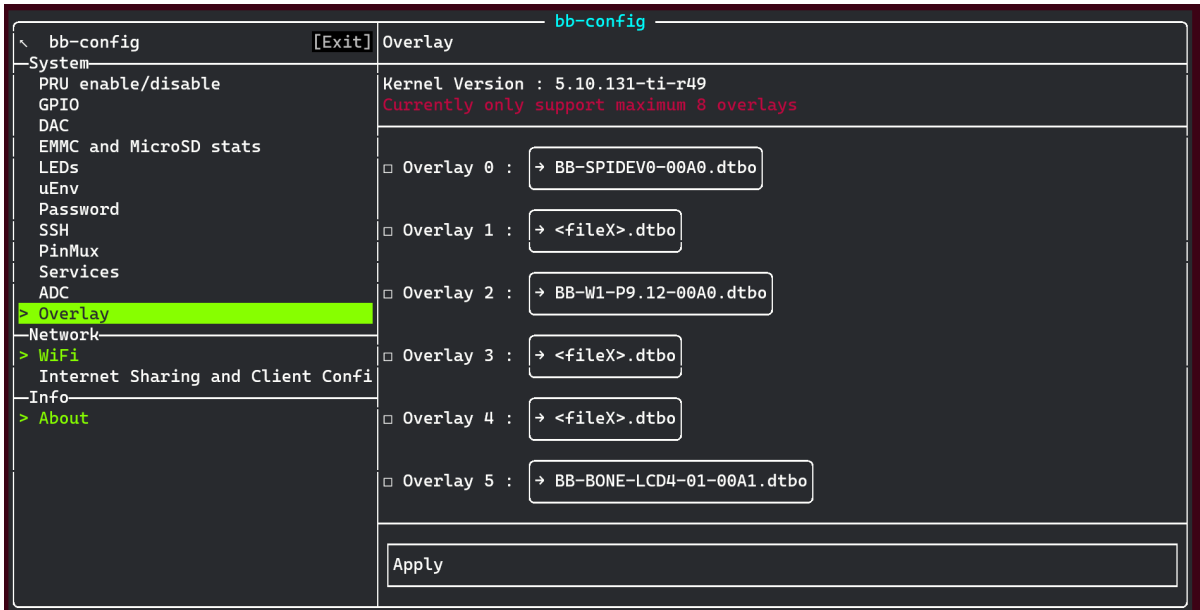 bb-config
↖ bb-config [Exit]
System
PRU enable/disable
GPIO
DAC
EMMC and MicroSD stats
LEDs
uEnv
Password
SSH
PinMux
Services
ADC
> Overlay
Network
> WiFi
Internet Sharing and Client Confi
Info
> About
Overlay
Kernel Version : 5.10.131-ti-r49
Currently only support maximum 8 overlays
□ Overlay 0 : → BB-SPIDEV0-00A0.dtbo
□ Overlay 1 : → <fileX>.dtbo
□ Overlay 2 : → BB-W1-P9.12-00A0.dtbo
□ Overlay 3 : → <fileX>.dtbo
□ Overlay 4 : → <fileX>.dtbo
□ Overlay 5 : → BB-BONE-LCD4-01-00A1.dtbo
Apply